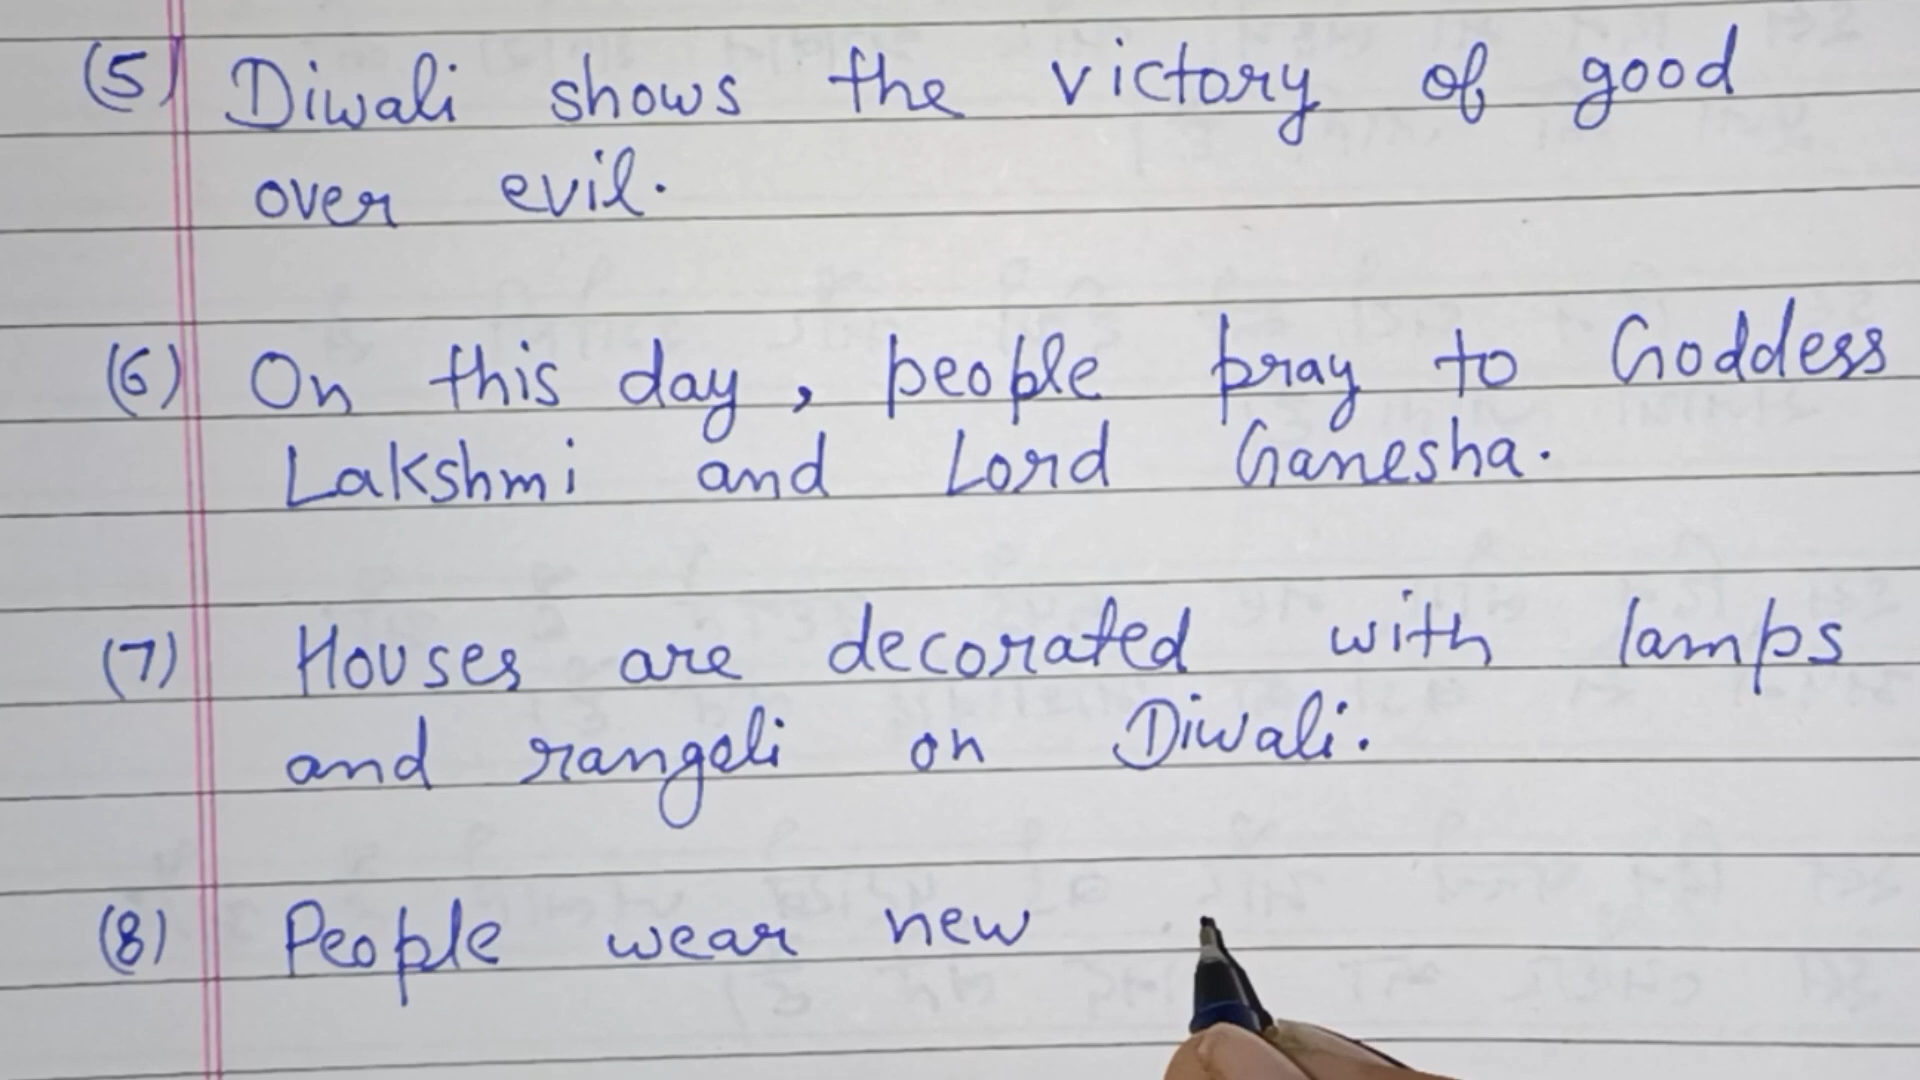 (5) Diwali shows the victory of good
over evil.
(6) On this day, people pray to Goddess
Lakshmi and Lord Ganesha.
(7) Houses are decorated with lamps
and rangoli on Diwali.
(8) People wear new